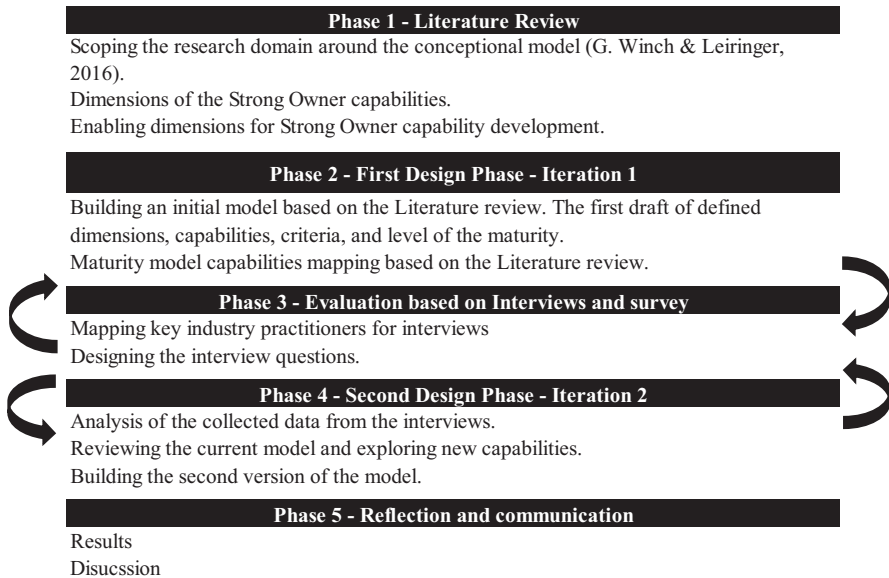 Phase 1 - Literature Review
Scoping the research domain around the conceptual model (G. Winch & Leiringer,
2016).
Dimensions of the Strong Owner capabilities.
Enabling dimensions for Strong Owner capability development.
Phase 2 - First Design Phase - Iteration 1
Building an initial model based on the Literature review. The first draft of defined
dimensions, capabilities, criteria, and level of the maturity.
Maturity model capabilities mapping based on the Literature review.
Phase 3 - Evaluation based on Interviews and survey
Mapping key industry practitioners for interviews
Designing the interview questions.
Phase 4 - Second Design Phase - Iteration 2
Analysis of the collected data from the interviews.
Reviewing the current model and exploring new capabilities.
Building the second version of the model.
Phase 5 - Reflection and communication
Results
Disucssion